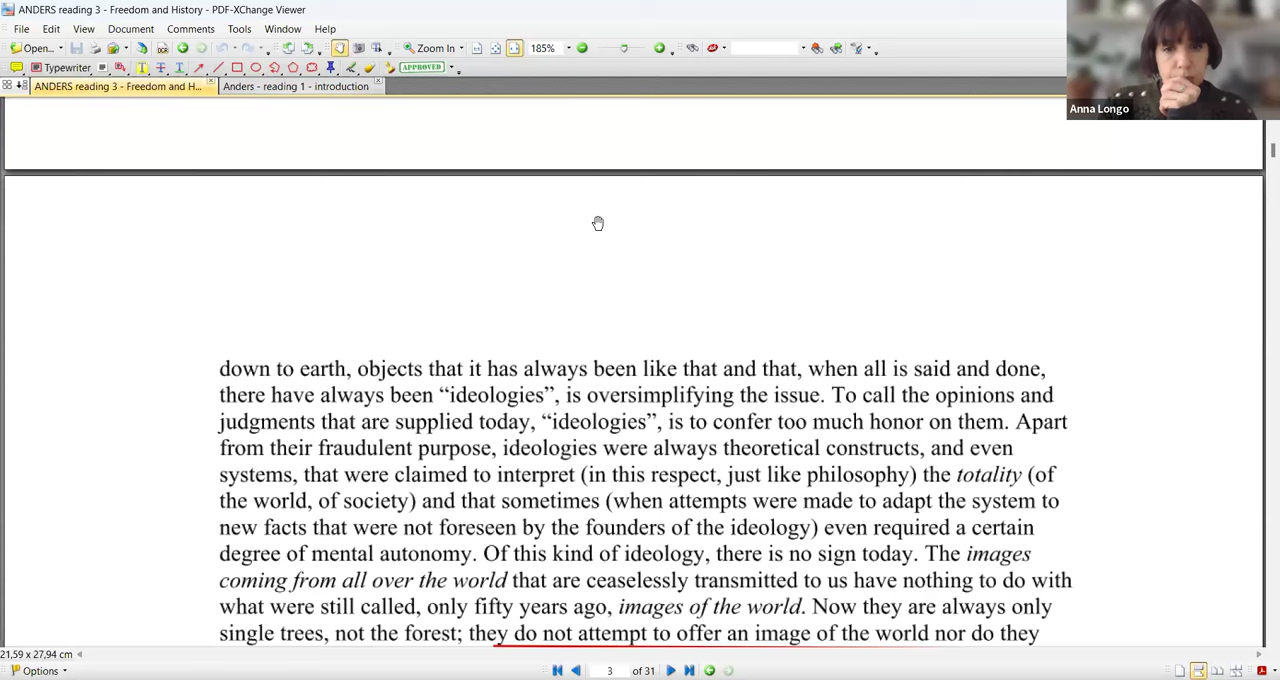 ANDERS reading 3 - Freedom and History - PDF-XChange Viewer
File Edit View Document Comments Tools Window Help
Open... OCR Zoom In 185%
Typewriter APPROVED
ANDERS reading 3 - Freedom and H... Anders - reading 1 - introduction
Anna Longo
down to earth, objects that it has always been like that and that, when all is said and done,
there have always been “ideologies”, is oversimplifying the issue. To call the opinions and
judgments that are supplied today, “ideologies”, is to confer too much honor on them. Apart
from their fraudulent purpose, ideologies were always theoretical constructs, and even
systems, that were claimed to interpret (in this respect, just like philosophy) the totality (of
the world, of society) and that sometimes (when attempts were made to adapt the system to
new facts that were not foreseen by the founders of the ideology) even required a certain
degree of mental autonomy. Of this kind of ideology, there is no sign today. The images
coming from all over the world that are ceaselessly transmitted to us have nothing to do with
what were still called, only fifty years ago, images of the world. Now they are always only
single trees, not the forest; they do not attempt to offer an image of the world nor do they
21,59 x 27,94 cm
Options 3 of 31